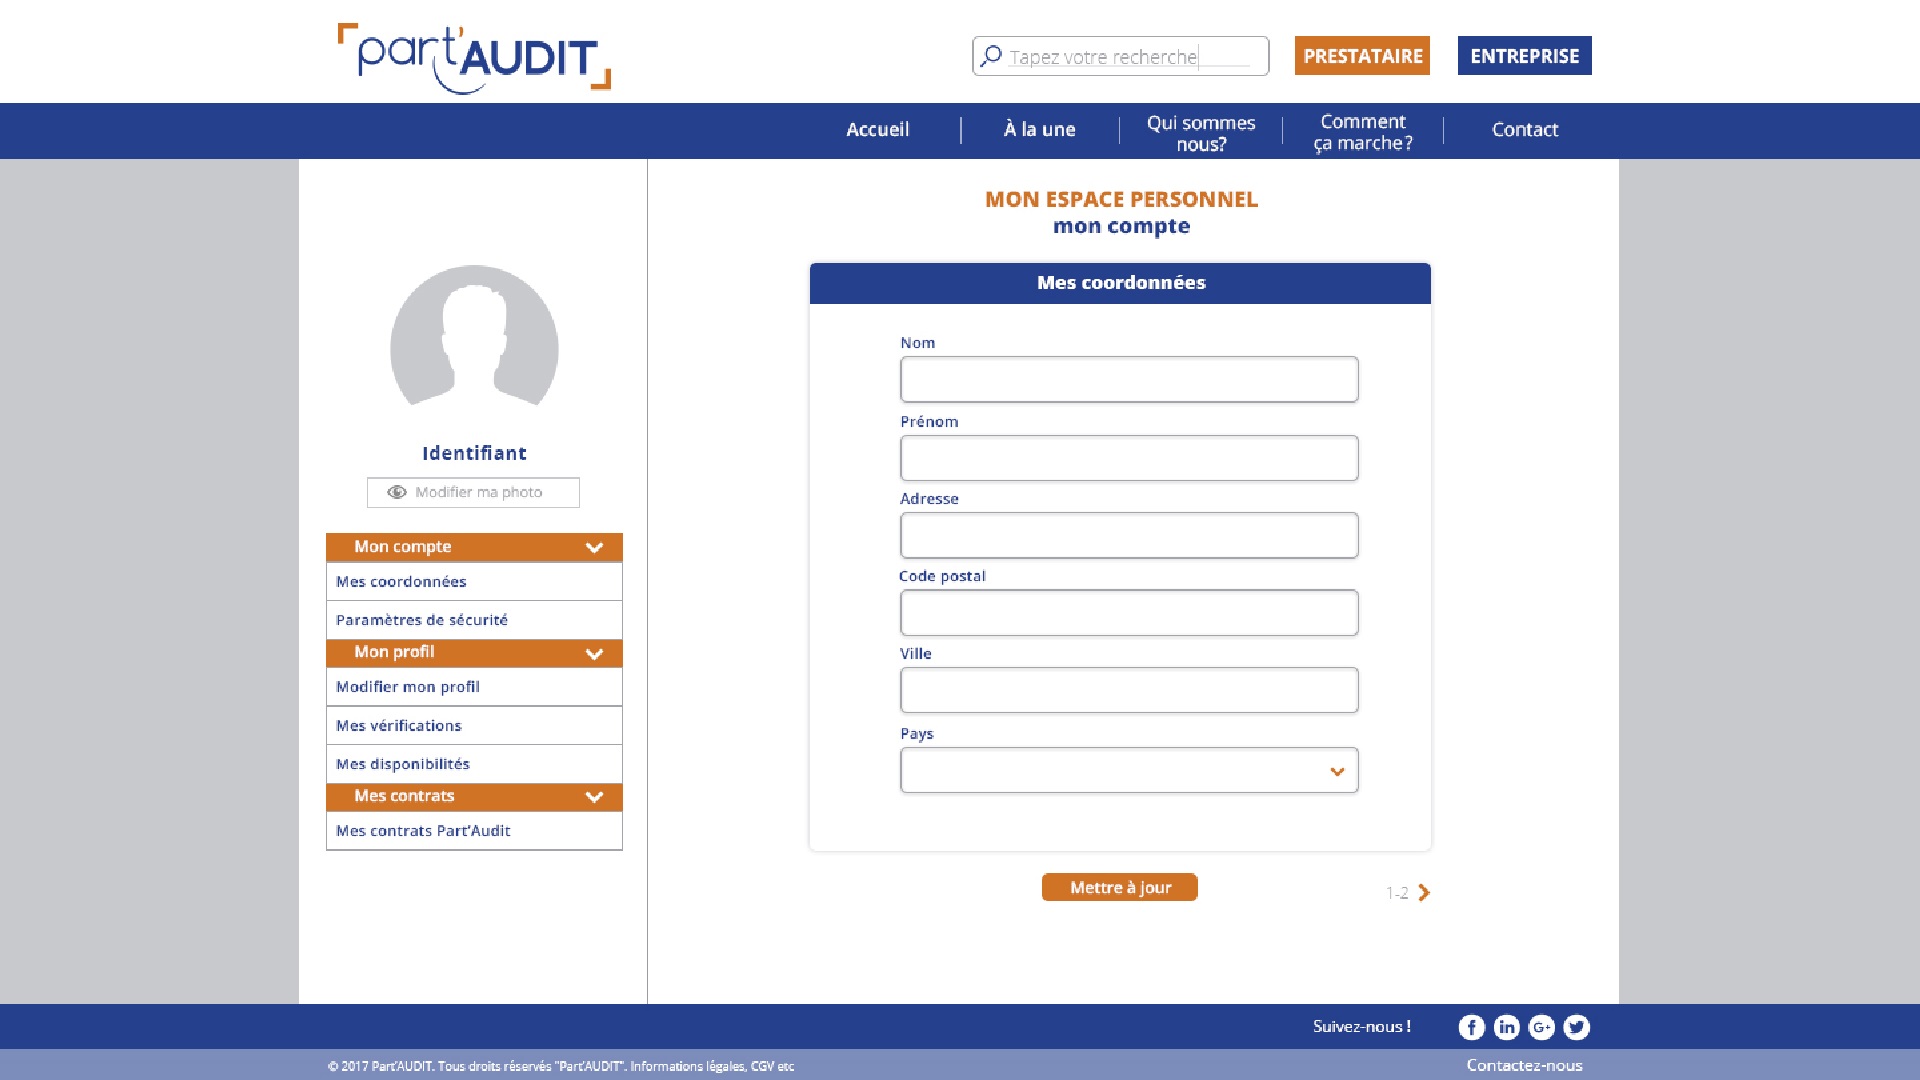 part'AUDIT
Tapez votre recherche
PRESTATAIRE
ENTREPRISE
Accueil
À la une
Qui sommes
nous?
Comment
ça marche?
Contact
Identifiant
Modifier ma photo
Mon compte
Mes coordonnées
Paramètres de sécurité
Mon profil
Modifier mon profil
Mes vérifications
Mes disponibilités
Mes contrats
Mes contrats Part'Audit
MON ESPACE PERSONNEL
mon compte
Mes coordonnées
Nom
Prénom
Adresse
Code postal
Ville
Pays
Mettre à jour
1-2
Suivez-nous !
f
in
G+
© 2017 Part'AUDIT. Tous droits réservés "Part'AUDIT". Informations légales, CGV etc
Contactez-nous